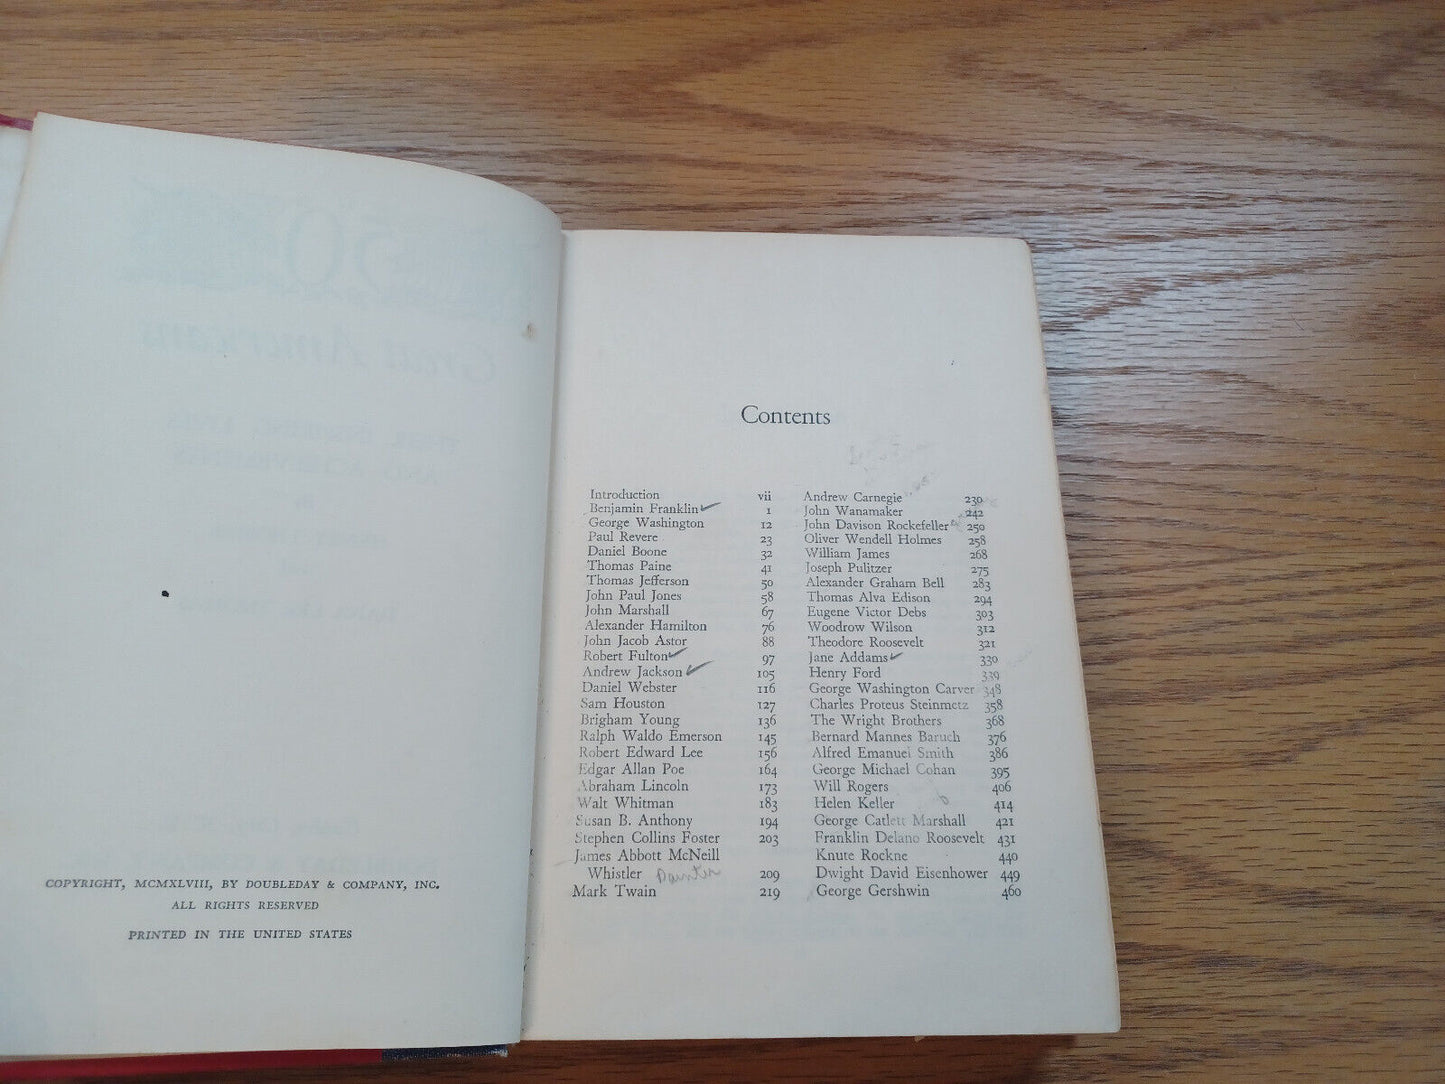 COPYRIGHT, MCMXLVIII, BY DOUBLEDAY & COMPANY, INC.
ALL RIGHTS RESERVED
PRINTED IN THE UNITED STATES
Contents
Introduction vii
Benjamin Franklin 1
George Washington 12
Paul Revere 23
Daniel Boone 32
Thomas Paine 41
Thomas Jefferson 50
John Paul Jones 58
John Marshall 67
Alexander Hamilton 76
John Jacob Astor 88
Robert Fulton 97
Andrew Jackson 105
Daniel Webster 116
Sam Houston 127
Brigham Young 136
Ralph Waldo Emerson 145
Robert Edward Lee 156
Edgar Allan Poe 164
Abraham Lincoln 173
Walt Whitman 183
Susan B. Anthony 194
Stephen Collins Foster 203
James Abbott McNeill
Whistler Painter 209
Mark Twain 219
Andrew Carnegie 230
John Wanamaker 242
John Davison Rockefeller 250
Oliver Wendell Holmes 258
William James 268
Joseph Pulitzer 275
Alexander Graham Bell 283
Thomas Alva Edison 294
Eugene Victor Debs 303
Woodrow Wilson 312
Theodore Roosevelt 321
Jane Addams 330
Henry Ford 339
George Washington Carver 348
Charles Proteus Steinmetz 358
The Wright Brothers 368
Bernard Mannes Baruch 376
Alfred Emanuel Smith 386
George Michael Cohan 395
Will Rogers 406
Helen Keller 414
George Catlett Marshall 421
Franklin Delano Roosevelt 431
Knute Rockne 440
Dwight David Eisenhower 449
George Gershwin 460